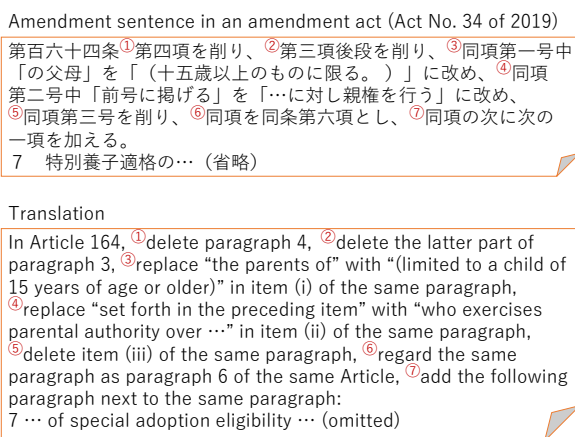 Amendment sentence in an amendment act (Act No. 34 of 2019)
第百六十四条①第四項を削り、②第三項後段を削り、③同項第一号中
「の父母」を「（十五歳以上のものに限る。）」に改め、④同項
第二号中「前号に掲げる」を「…に対し親権を行う」に改め、
⑤同項第三号を削り、⑥同項を同条第六項とし、⑦同項の次に次の
一項を加える。
７　特別養子適格の…（省略）
Translation
In Article 164, ①delete paragraph 4, ②delete the latter part of
paragraph 3, ③replace “the parents of” with “(limited to a child of
15 years of age or older)” in item (i) of the same paragraph,
④replace “set forth in the preceding item” with “who exercises
parental authority over …” in item (ii) of the same paragraph,
⑤delete item (iii) of the same paragraph, ⑥regard the same
paragraph as paragraph 6 of the same Article, ⑦add the following
paragraph next to the same paragraph:
7 … of special adoption eligibility … (omitted)